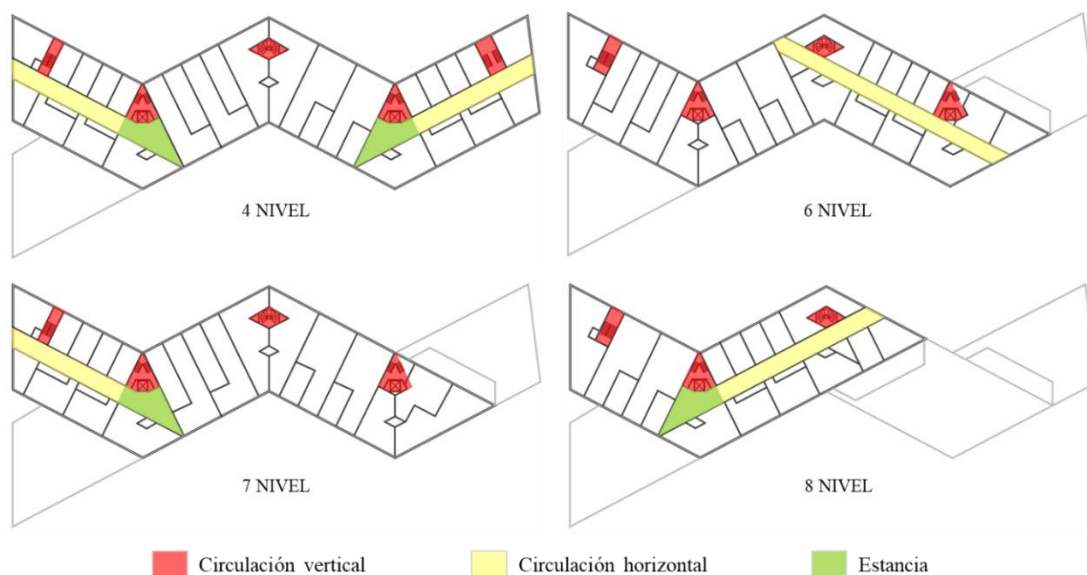 4 NIVEL
6 NIVEL
7 NIVEL
8 NIVEL
Circulación vertical
Circulación horizontal
Estancia